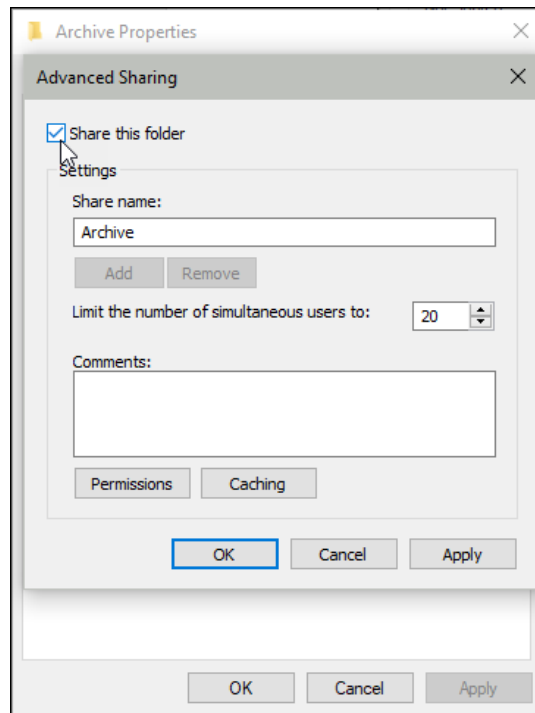 Archive Properties
Advanced Sharing
Share this folder
Settings
Share name:
Archive
Add Remove
Limit the number of simultaneous users to: 20
Comments:
Permissions Caching
OK Cancel Apply
OK Cancel Apply